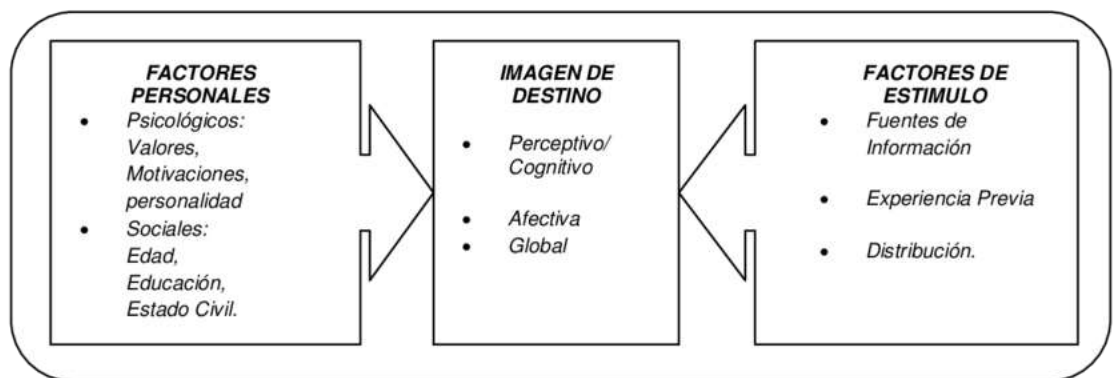 FACTORES
PERSONALES
• Psicológicos:
Valores,
Motivaciones,
personalidad
• Sociales:
Edad,
Educación,
Estado Civil.
IMAGEN DE
DESTINO
• Perceptivo/
Cognitivo
• Afectiva
• Global
FACTORES DE
ESTIMULO
• Fuentes de
Información
• Experiencia Previa
• Distribución.